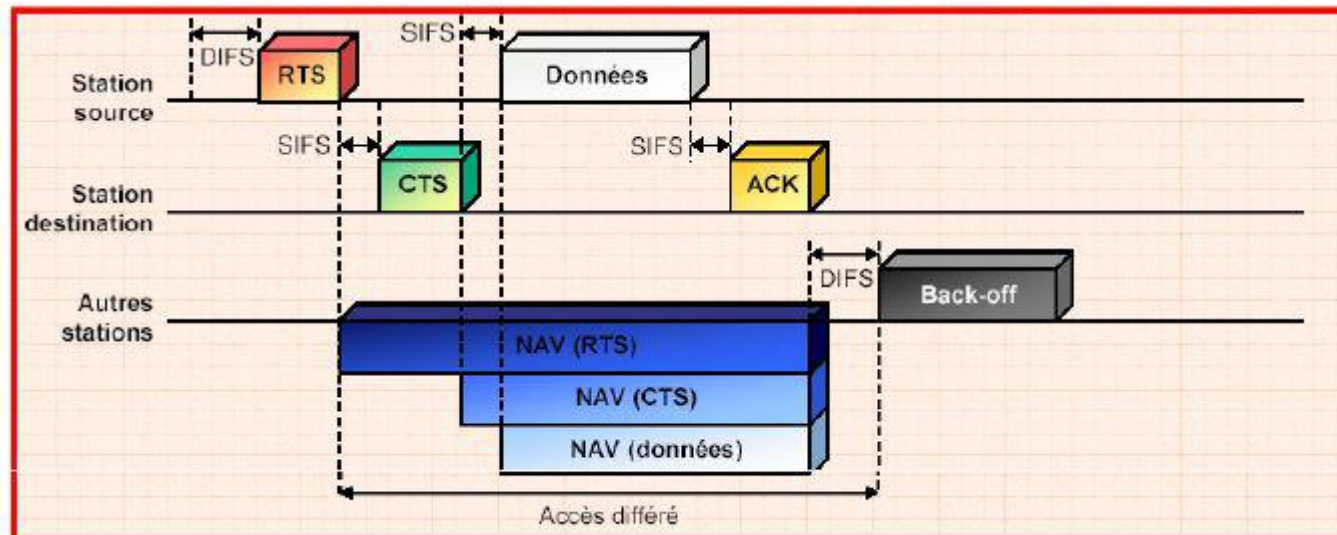 SIFS
DIFS
RTS
Données
Station
source
SIFS
SIFS
CTS
ACK
Station
destination
DIFS
Back-off
Autres
stations
NAV (RTS)
NAV (CTS)
NAV (données)
Accès différé